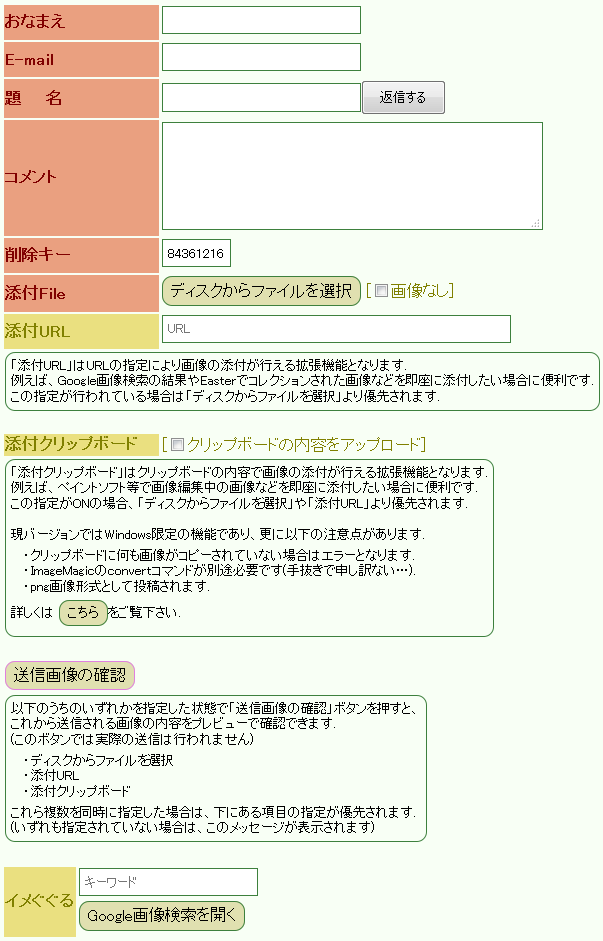 おなまえ
E-mail
題 名 返信する
コメント
削除キー 84361216
添付File ディスクからファイルを選択 [画像なし]
添付URL URL
「添付URL」はURLの指定により画像の添付が行える拡張機能となります.
例えば、Google画像検索の結果やEasterでコレクションされた画像などを即座に添付したい場合に便利です.
この指定が行われている場合は「ディスクからファイルを選択」より優先されます.
添付クリップボード [クリップボードの内容をアップロード]
「添付クリップボード」はクリップボードの内容で画像の添付が行える拡張機能となります.
例えば、ペイントソフト等で画像編集中の画像などを即座に添付したい場合に便利です.
この指定がONの場合、「ディスクからファイルを選択」や「添付URL」より優先されます.
現バージョンではWindows限定の機能であり、更に以下の注意点があります.
・クリップボードに何も画像がコピーされていない場合はエラーとなります.
・ImageMagicのconvertコマンドが別途必要です(手抜きで申し訳ない…).
・png画像形式として投稿されます.
詳しくは こちら をご覧下さい.
送信画像の確認
以下のうちのいずれかを指定した状態で「送信画像の確認」ボタンを押すと、
これから送信される画像の内容をプレビューで確認できます.
(このボタンでは実際の送信は行われません)
・ディスクからファイルを選択
・添付URL
・添付クリップボード
これら複数を同時に指定した場合は、下にある項目の指定が優先されます.
(いずれも指定されていない場合は、このメッセージが表示されます)
イメぐぐる キーワード
Google画像検索を開く